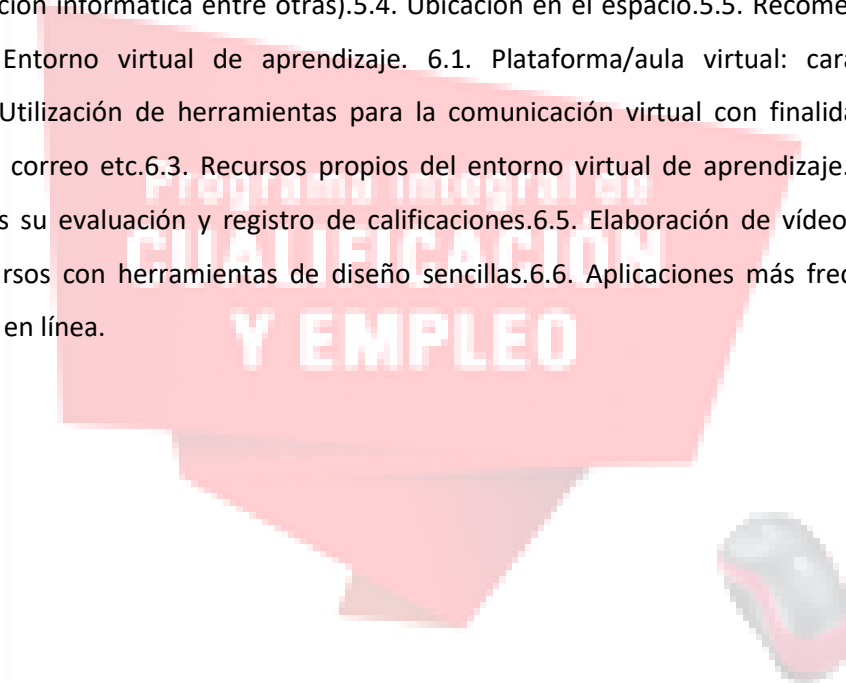 ción informática entre otras).5.4. Ubicación en el espacio.5.5. Recome
Entorno virtual de aprendizaje. 6.1. Plataforma/aula virtual: cara
Utilización de herramientas para la comunicación virtual con finalida
correo etc.6.3. Recursos propios del entorno virtual de aprendizaje.
Programa Integral de
s su evaluación y registro de calificaciones.6.5. Elaboración de vídeo
CUALIFICACIÓN
rsos con herramientas de diseño sencillas.6.6. Aplicaciones más frec
en línea.
Y EMPLEO